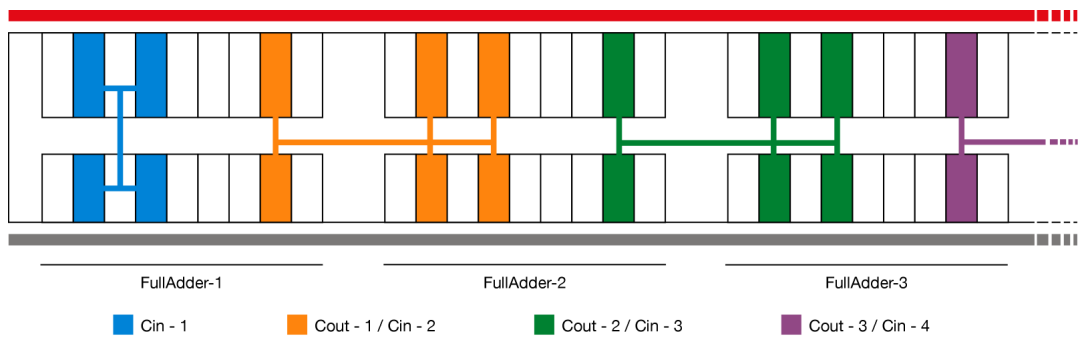 FullAdder-1 FullAdder-2 FullAdder-3
Cin - 1 Cout - 1 / Cin - 2 Cout - 2 / Cin - 3 Cout - 3 / Cin - 4